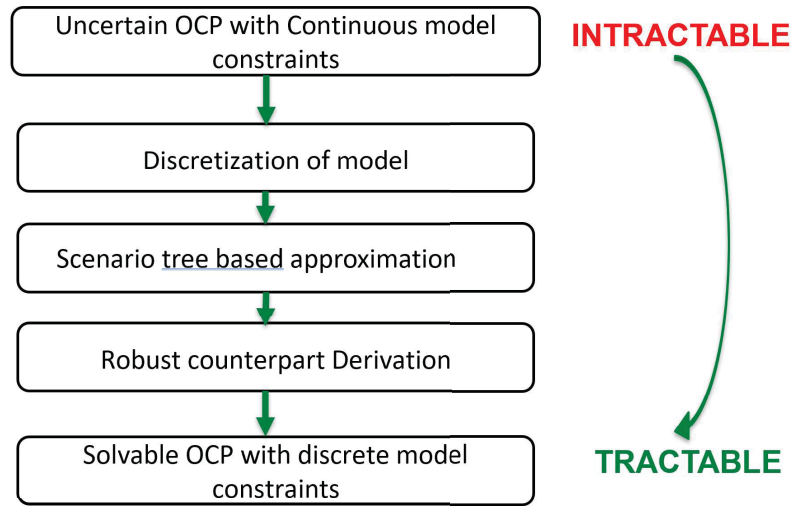 Uncertain OCP with Continuous model
constraints
INTRACTABLE
Discretization of model
Scenario tree based approximation
Robust counterpart Derivation
Solvable OCP with discrete model
constraints
TRACTABLE